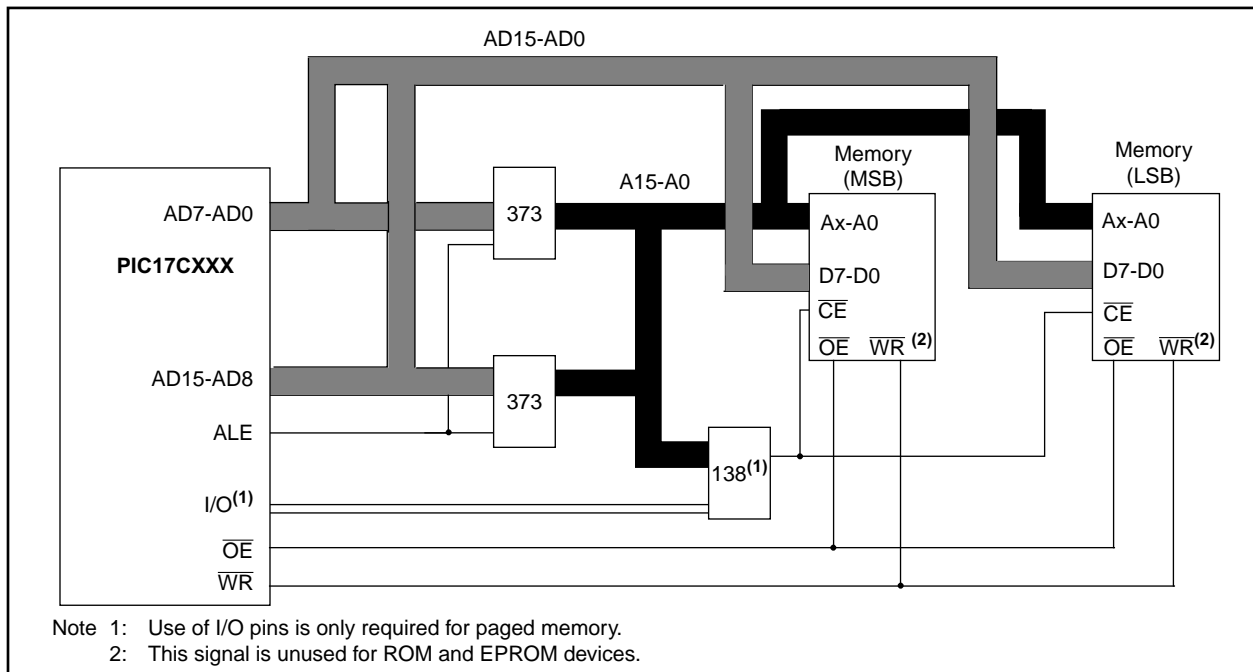 AD15-AD0
Memory
(MSB)
Memory
(LSB)
A15-A0
AD7-AD0
373
Ax-A0
Ax-A0
PIC17CXXX
D7-D0
D7-D0
CE
CE
OE WR(2)
OE WR(2)
AD15-AD8
373
ALE
138(1)
I/O(1)
OE
WR
Note 1: Use of I/O pins is only required for paged memory.
2: This signal is unused for ROM and EPROM devices.